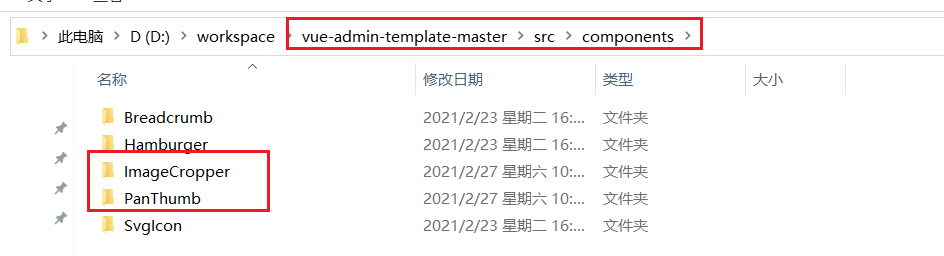 此电脑 > D (D:) > workspace > vue-admin-template-master > src > components >
名称 修改日期 类型 大小
Breadcrumb 2021/2/23 星期二 16:... 文件夹
Hamburger 2021/2/23 星期二 16:... 文件夹
ImageCropper 2021/2/27 星期六 10:... 文件夹
PanThumb 2021/2/27 星期六 10:... 文件夹
SvgIcon 2021/2/23 星期二 16:... 文件夹